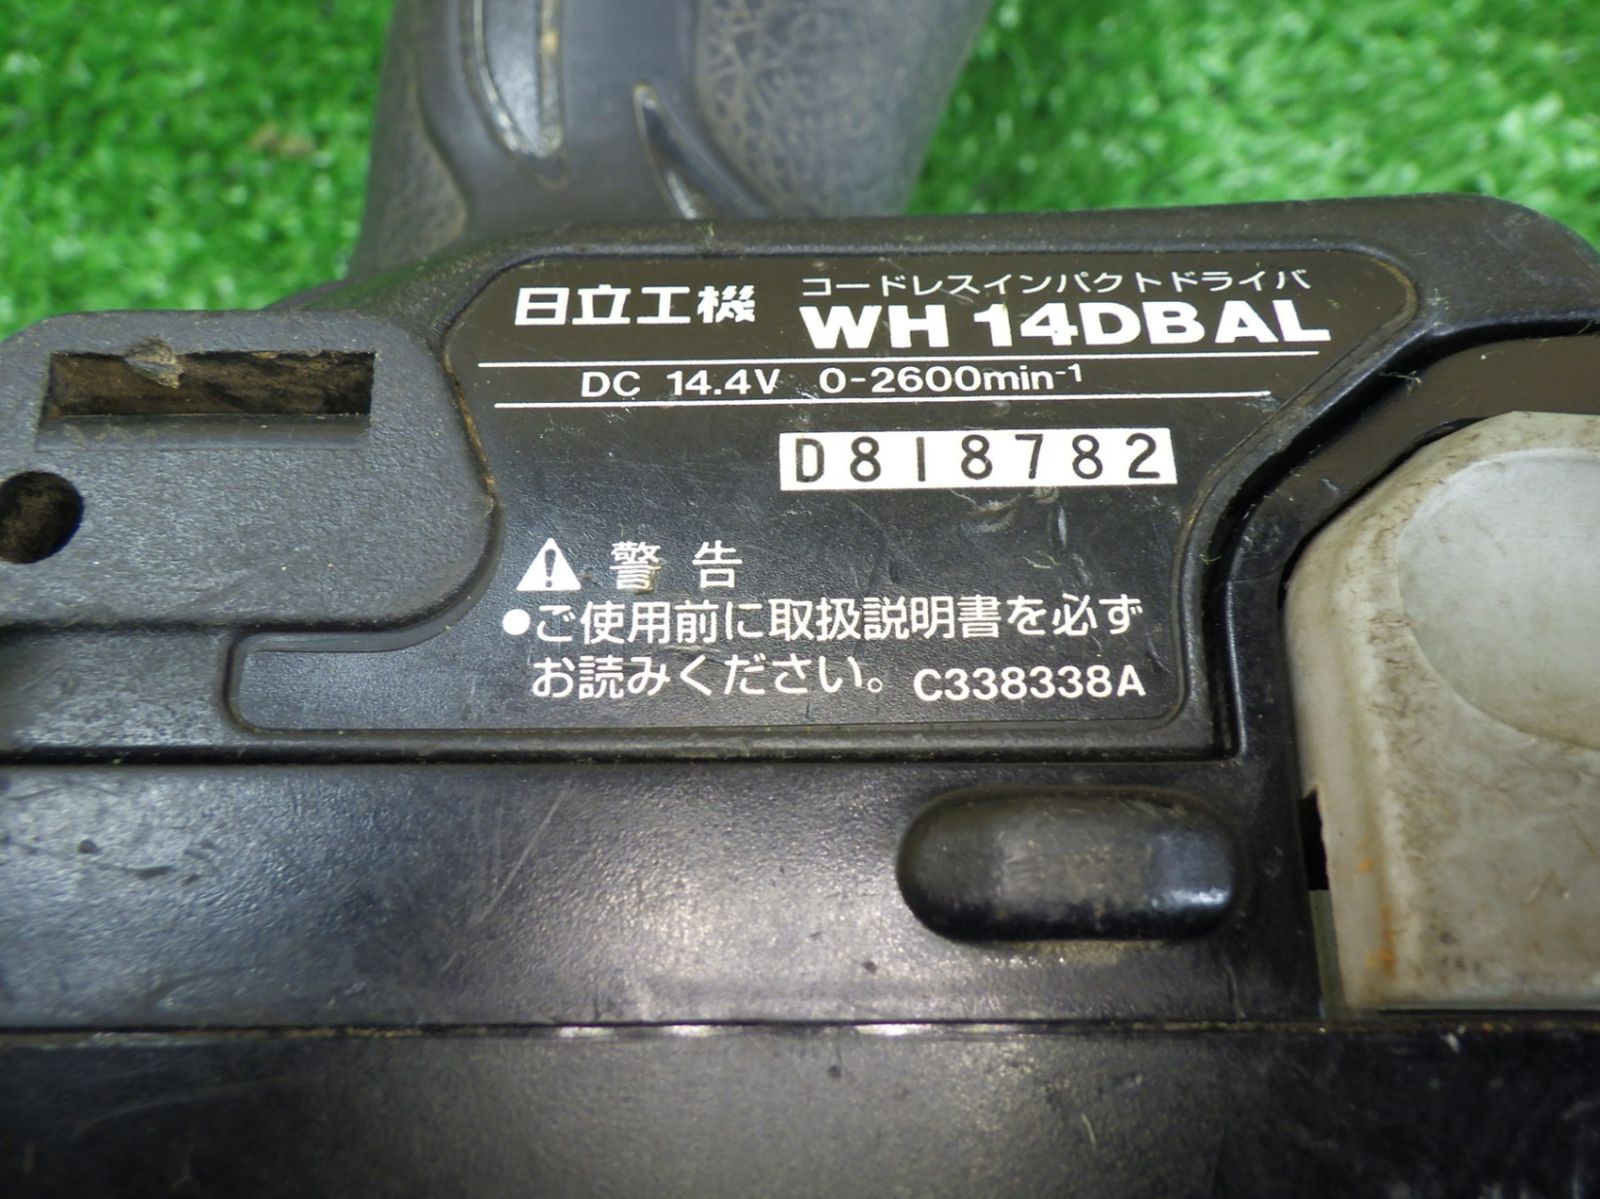 日立工機 コードレスインパクトドライバ
WH 14DBAL
DC 14.4V 0-2600min-1
D818782
警告
●ご使用前に取扱説明書を必ず
お読みください。 C338338A